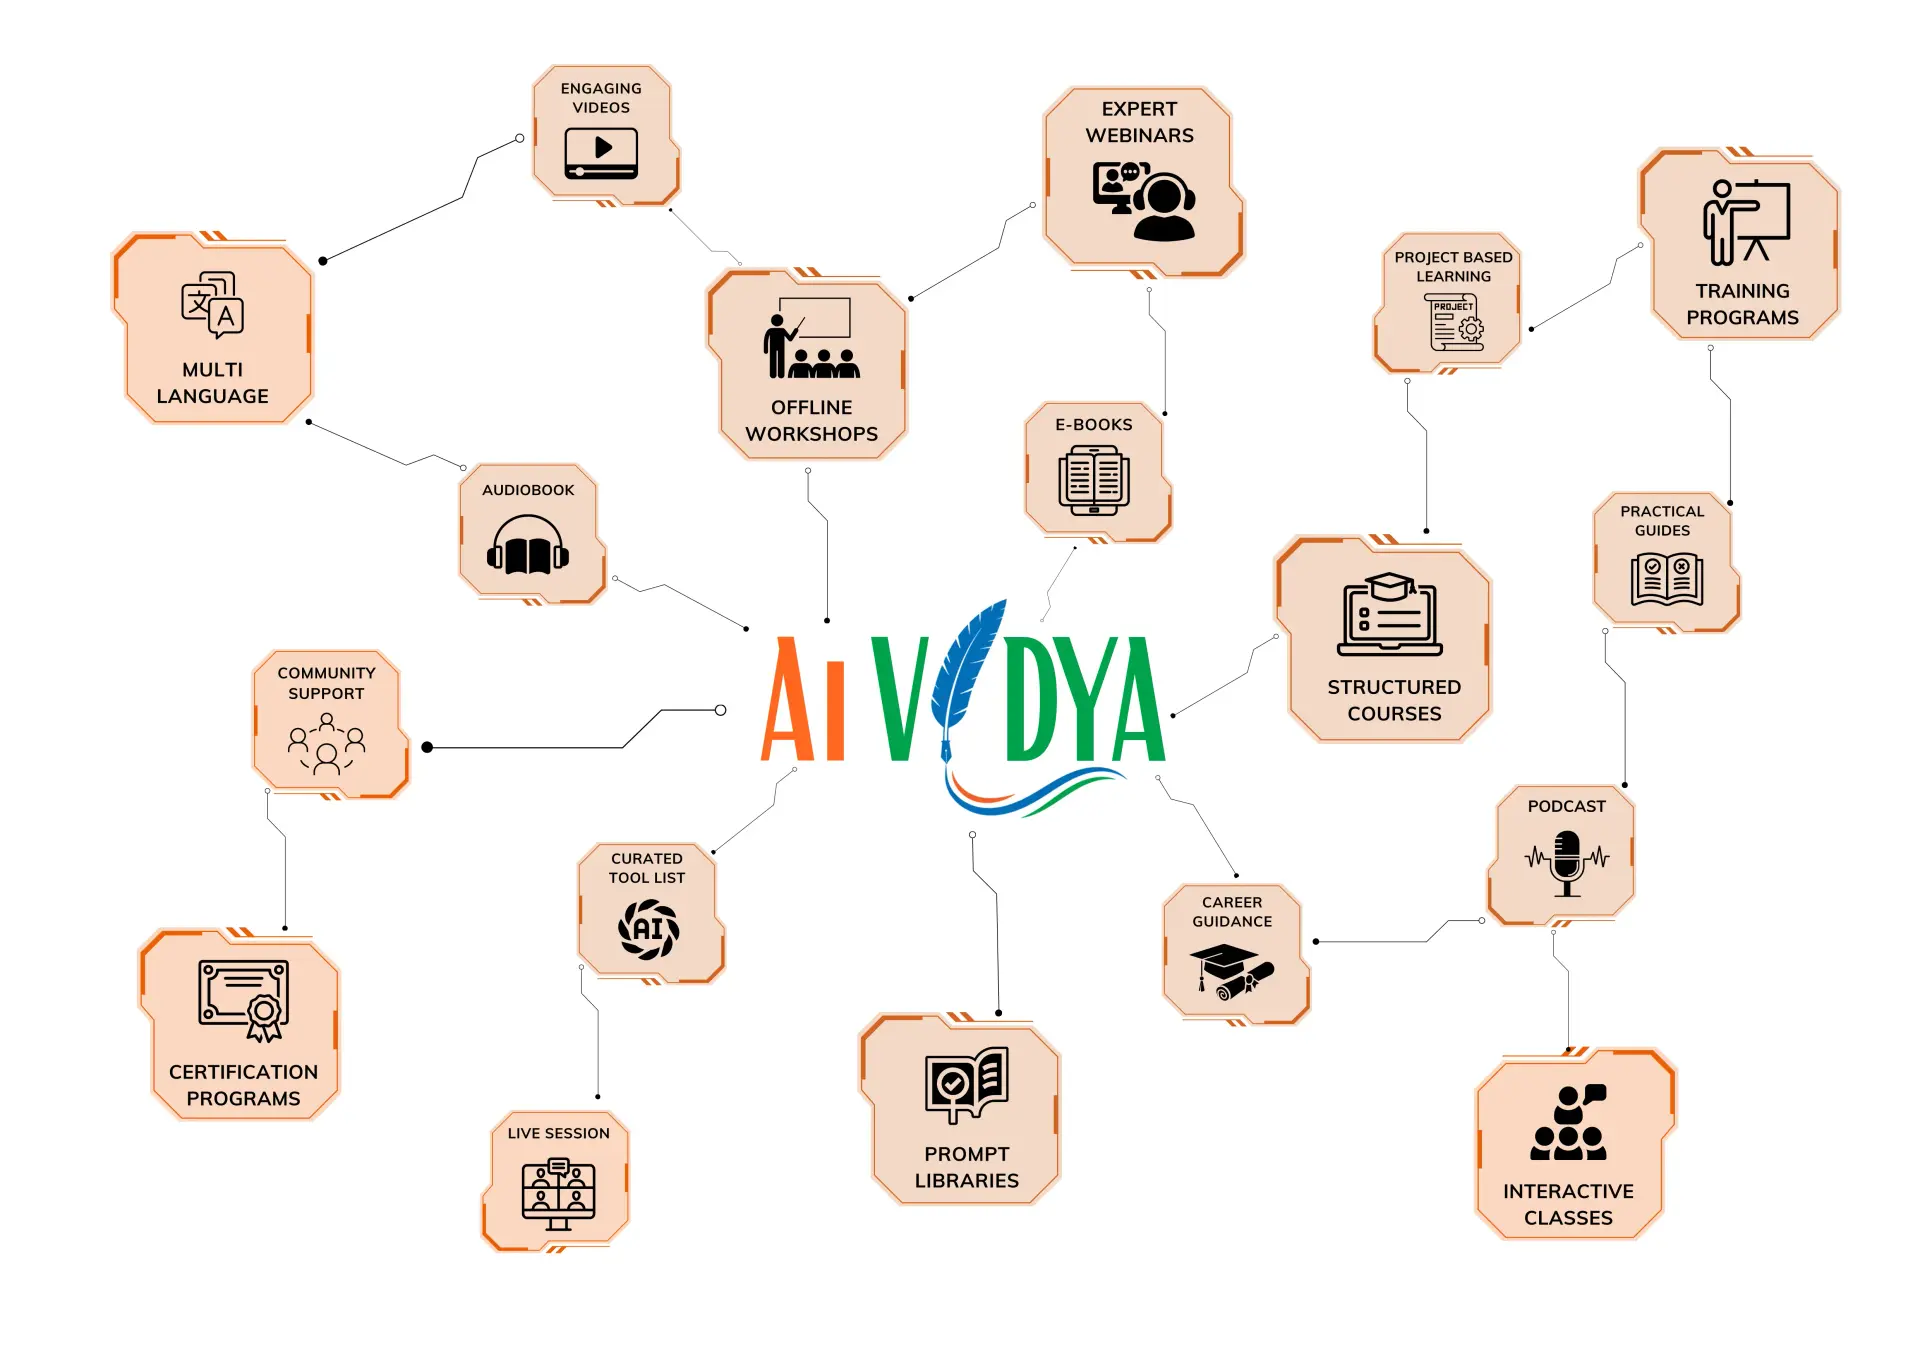 ENGAGING
VIDEOS
EXPERT
WEBINARS
PROJECT BASED
LEARNING
PROJECT
TRAINING
PROGRAMS
文
A
MULTI
LANGUAGE
OFFLINE
WORKSHOPS
E-BOOKS
AUDIOBOOK
PRACTICAL
GUIDES
COMMUNITY
SUPPORT
AI VIDYA
STRUCTURED
COURSES
CURATED
TOOL LIST
AI
PODCAST
CAREER
GUIDANCE
CERTIFICATION
PROGRAMS
LIVE SESSION
PROMPT
LIBRARIES
INTERACTIVE
CLASSES